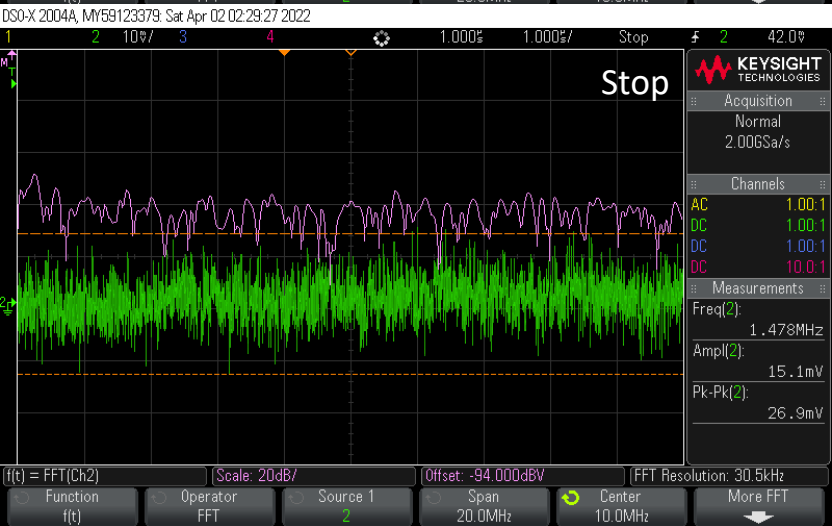 DSO-X 2004A, MY59123379: Sat Apr 02 02:29:27 2022
1 2 10V/ 3 4 1.000s 1.000s/ Stop 2 42.0V
M
T
Stop
KEYSIGHT
TECHNOLOGIES
Acquisition
Normal
2.00GSa/s
Channels
AC 1.00:1
DC 1.00:1
DC 1.00:1
DC 10.0:1
Measurements
Freq(2):
1.478MHz
Ampl(2):
15.1mV
Pk-Pk(2):
26.9mV
2
f(t) = FFT(Ch2) Scale: 20dB/ Offset: -94.000dBV FFT Resolution: 30.5kHz
Function Operator Source 1 Span Center More FFT
f(t) FFT 2 20.0MHz 10.0MHz